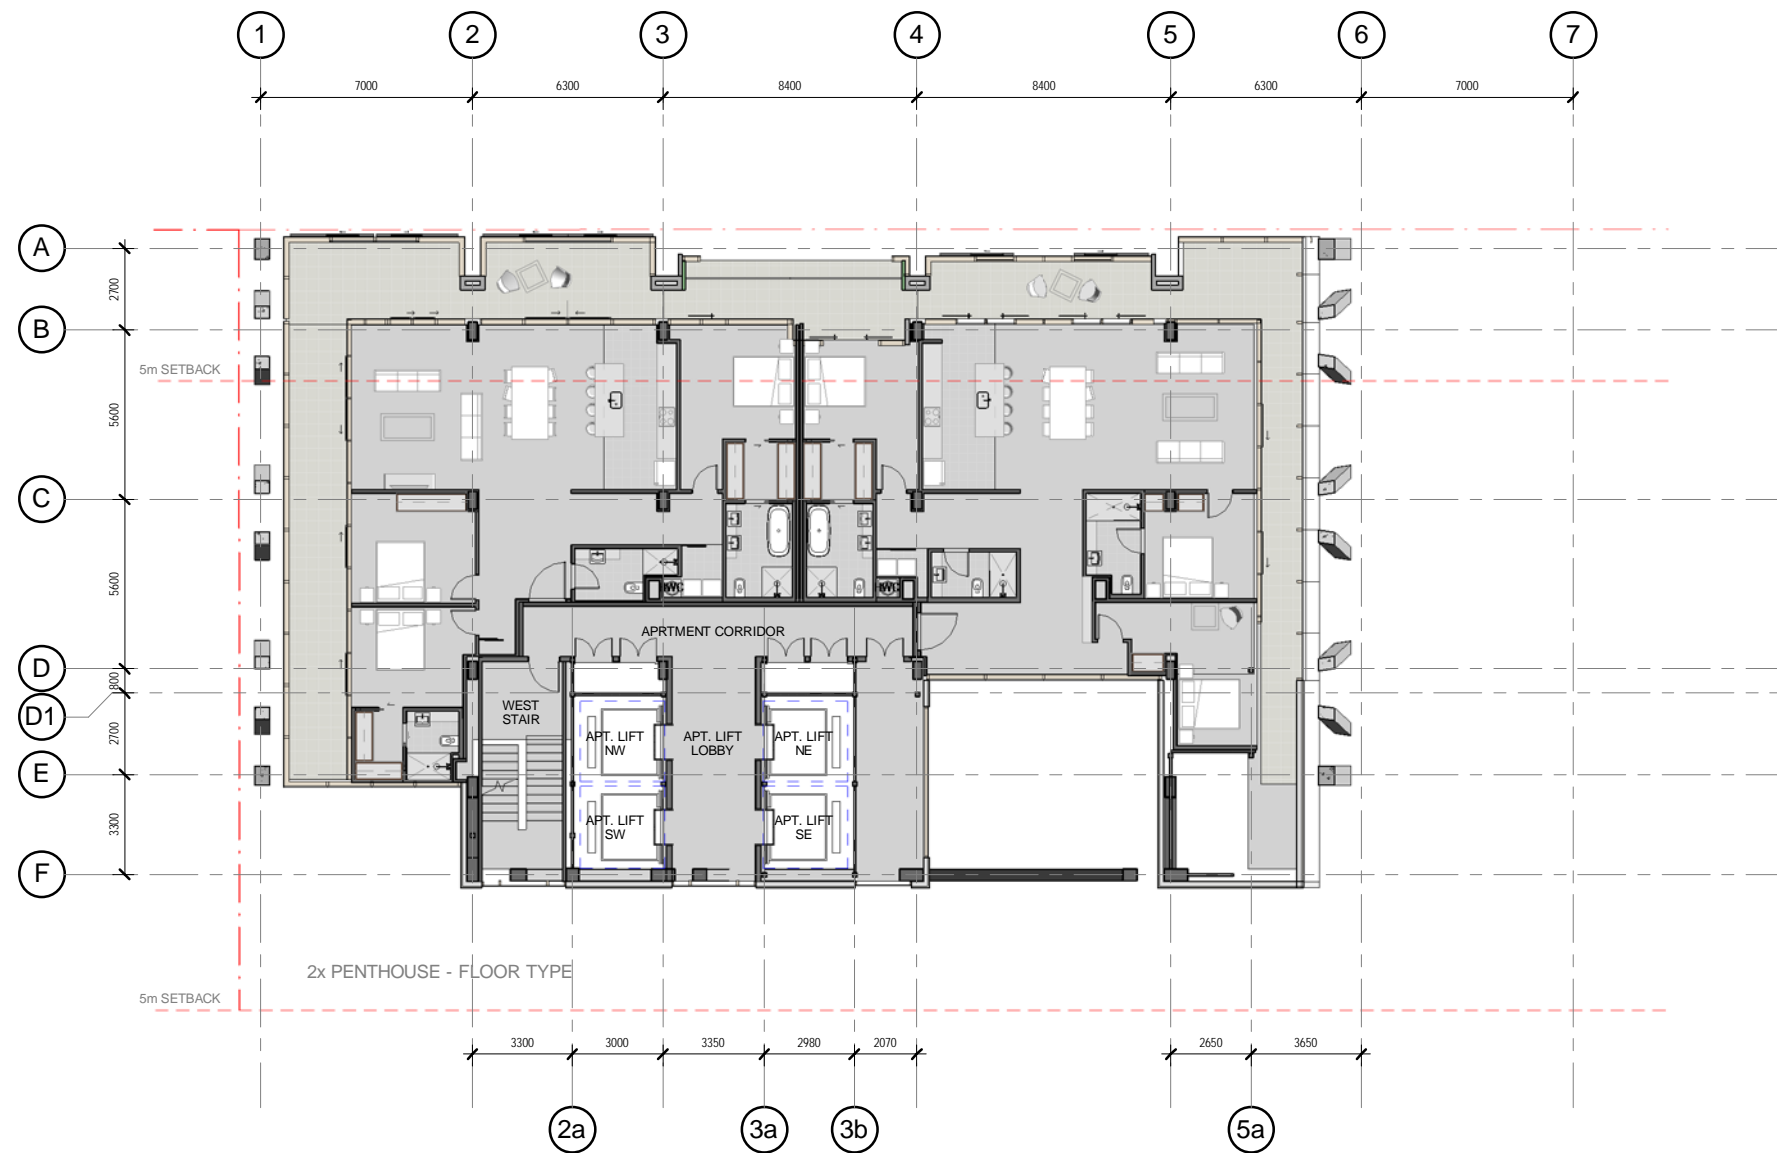 1 2 3 4 5 6 7
7000 6300 8400 8400 6300 7000
A
2700
B
5m SETBACK
5600
C
5600
WC WC
APRTMENT CORRIDOR
D
800
D1
WEST
STAIR
2700
APT. LIFT
NW
APT. LIFT
LOBBY
APT. LIFT
NE
E
3300
APT. LIFT
SW
APT. LIFT
SE
F
2x PENTHOUSE - FLOOR TYPE
5m SETBACK
3300 3000 3350 2980 2070 2650 3650
2a 3a 3b 5a